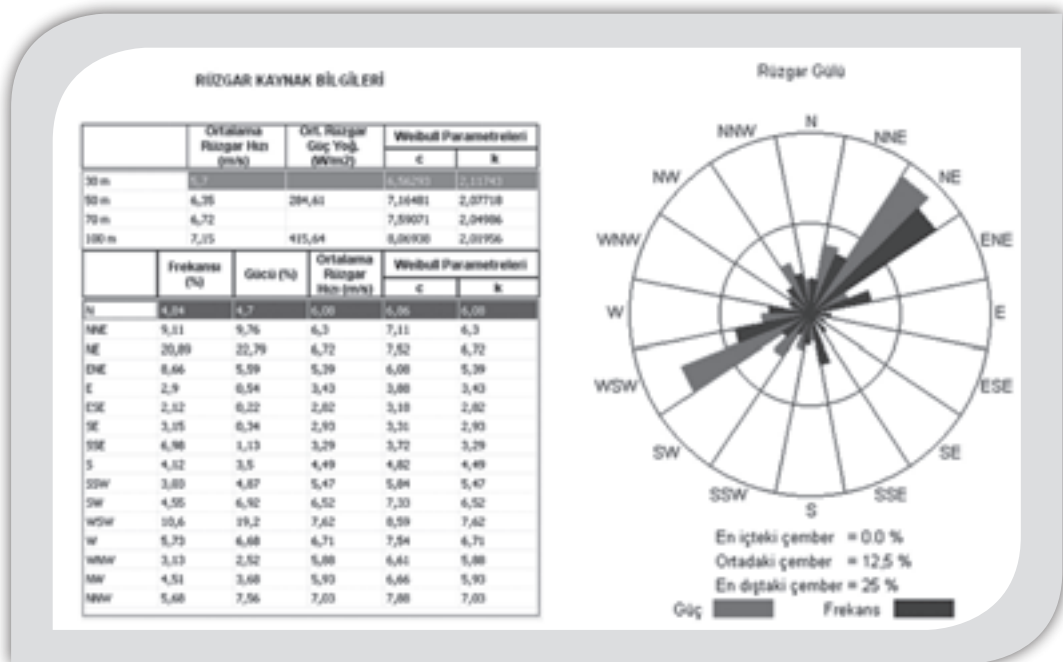 RÜZGAR KAYNAK BİLGİLERİ
Ortalama Rüzgar Hızı (m/s) Ort. Rüzgar Güç Yoğ. (W/m2) Weibull Parametreleri
c k
30 m 5,7 6,56293 2,11743
50 m 6,35 284,61 7,16481 2,07718
70 m 6,72 7,59071 2,04986
100 m 7,15 415,64 8,06938 2,01956
Frekansı (%) Gücü (%) Ortalama Rüzgar Hızı (m/s) Weibull Parametreleri
c k
N 4,84 4,7 6,08 6,86 6,08
NNE 9,11 9,76 6,3 7,11 6,3
NE 20,89 22,79 6,72 7,52 6,72
ENE 8,66 5,59 5,39 6,08 5,39
E 2,9 0,54 3,43 3,88 3,43
ESE 2,12 0,22 2,82 3,18 2,82
SE 3,15 0,34 2,93 3,31 2,93
SSE 6,98 1,13 3,29 3,72 3,29
S 4,12 3,5 4,49 4,82 4,49
SSW 3,83 4,87 5,47 5,84 5,47
SW 4,55 6,92 6,52 7,33 6,52
WSW 10,6 19,2 7,62 8,59 7,62
W 5,73 6,68 6,71 7,54 6,71
WNW 3,13 2,52 5,88 6,61 5,88
NW 4,51 3,68 5,93 6,66 5,93
NNW 5,68 7,56 7,03 7,88 7,03
Rüzgar Gülü
N
NNW NNE
NW NE
WNW ENE
W E
WSW ESE
SW SE
SSW SSE
S
En içteki çember = 0.0 %
Ortadaki çember = 12,5 %
En dıştaki çember = 25 %
Güç Frekans